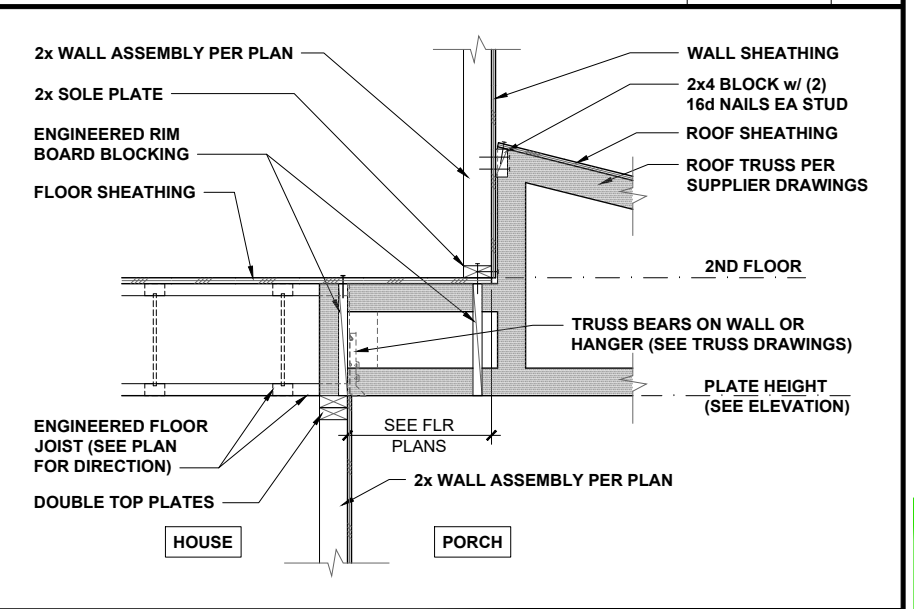 2x WALL ASSEMBLY PER PLAN
2x SOLE PLATE
ENGINEERED RIM
BOARD BLOCKING
FLOOR SHEATHING
WALL SHEATHING
2x4 BLOCK w/ (2)
16d NAILS EA STUD
ROOF SHEATHING
ROOF TRUSS PER
SUPPLIER DRAWINGS
2ND FLOOR
TRUSS BEARS ON WALL OR
HANGER (SEE TRUSS DRAWINGS)
PLATE HEIGHT
(SEE ELEVATION)
ENGINEERED FLOOR
JOIST (SEE PLAN
FOR DIRECTION)
DOUBLE TOP PLATES
SEE FLR
PLANS
2x WALL ASSEMBLY PER PLAN
HOUSE
PORCH